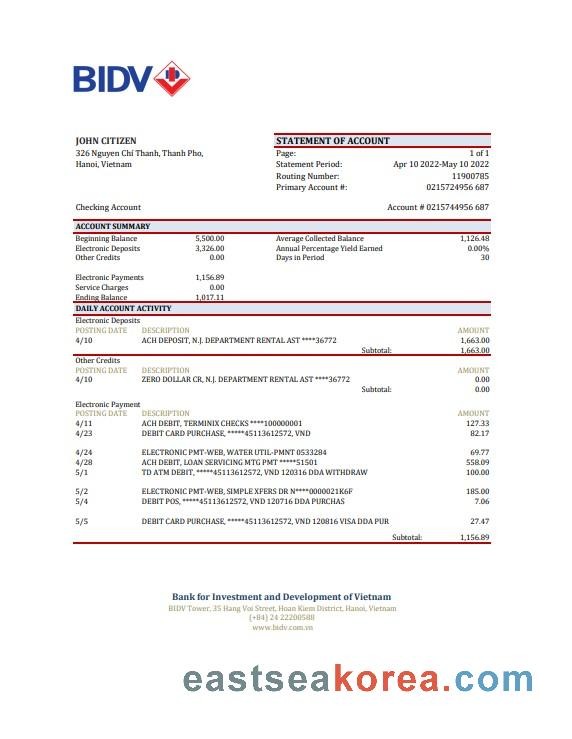 BIDV
JOHN CITIZEN
326 Nguyen Chí Thanh, Thanh Pho,
Hanoi, Vietnam
STATEMENT OF ACCOUNT
Page: 1 of 1
Statement Period: Apr 10 2022-May 10 2022
Routing Number: 11900785
Primary Account #: 0215724956 687
Checking Account Account # 0215744956 687
ACCOUNT SUMMARY
Beginning Balance 5,500.00 Average Collected Balance 1,126.48
Electronic Deposits 3,326.00 Annual Percentage Yield Earned 0.00%
Other Credits 0.00 Days in Period 30
Electronic Payments 1,156.89
Service Charges 0.00
Ending Balance 1,017.11
DAILY ACCOUNT ACTIVITY
Electronic Deposits
POSTING DATE DESCRIPTION AMOUNT
4/10 ACH DEPOSIT, N.J. DEPARTMENT RENTAL AST ****36772 1,663.00
Subtotal: 1,663.00
Other Credits
POSTING DATE DESCRIPTION AMOUNT
4/10 ZERO DOLLAR CR, N.J. DEPARTMENT RENTAL AST ****36772 0.00
Subtotal: 0.00
Electronic Payment
POSTING DATE DESCRIPTION AMOUNT
4/11 ACH DEBIT, TERMINIX CHECKS ****100000001 127.33
4/23 DEBIT CARD PURCHASE, *****45113612572, VND 82.17
4/24 ELECTRONIC PMT-WEB, WATER UTIL-PMNT 0533284 69.77
4/28 ACH DEBIT, LOAN SERVICING MTG PMT *****51501 558.09
5/1 TD ATM DEBIT, *****45113612572, VND 120316 DDA WITHDRAW 100.00
5/2 ELECTRONIC PMT-WEB, SIMPLE XFERS DR N****0000021K6F 185.00
5/4 DEBIT POS, *****45113612572, VND 120716 DDA PURCHAS 7.06
5/5 DEBIT CARD PURCHASE, *****45113612572, VND 120816 VISA DDA PUR 27.47
Subtotal: 1,156.89
Bank for Investment and Development of Vietnam
BIDV Tower, 35 Hang Voi Street, Hoan Kiem District, Hanoi, Vietnam
(+84) 24 22200588
www.bidv.com.vn
eastseakorea.com